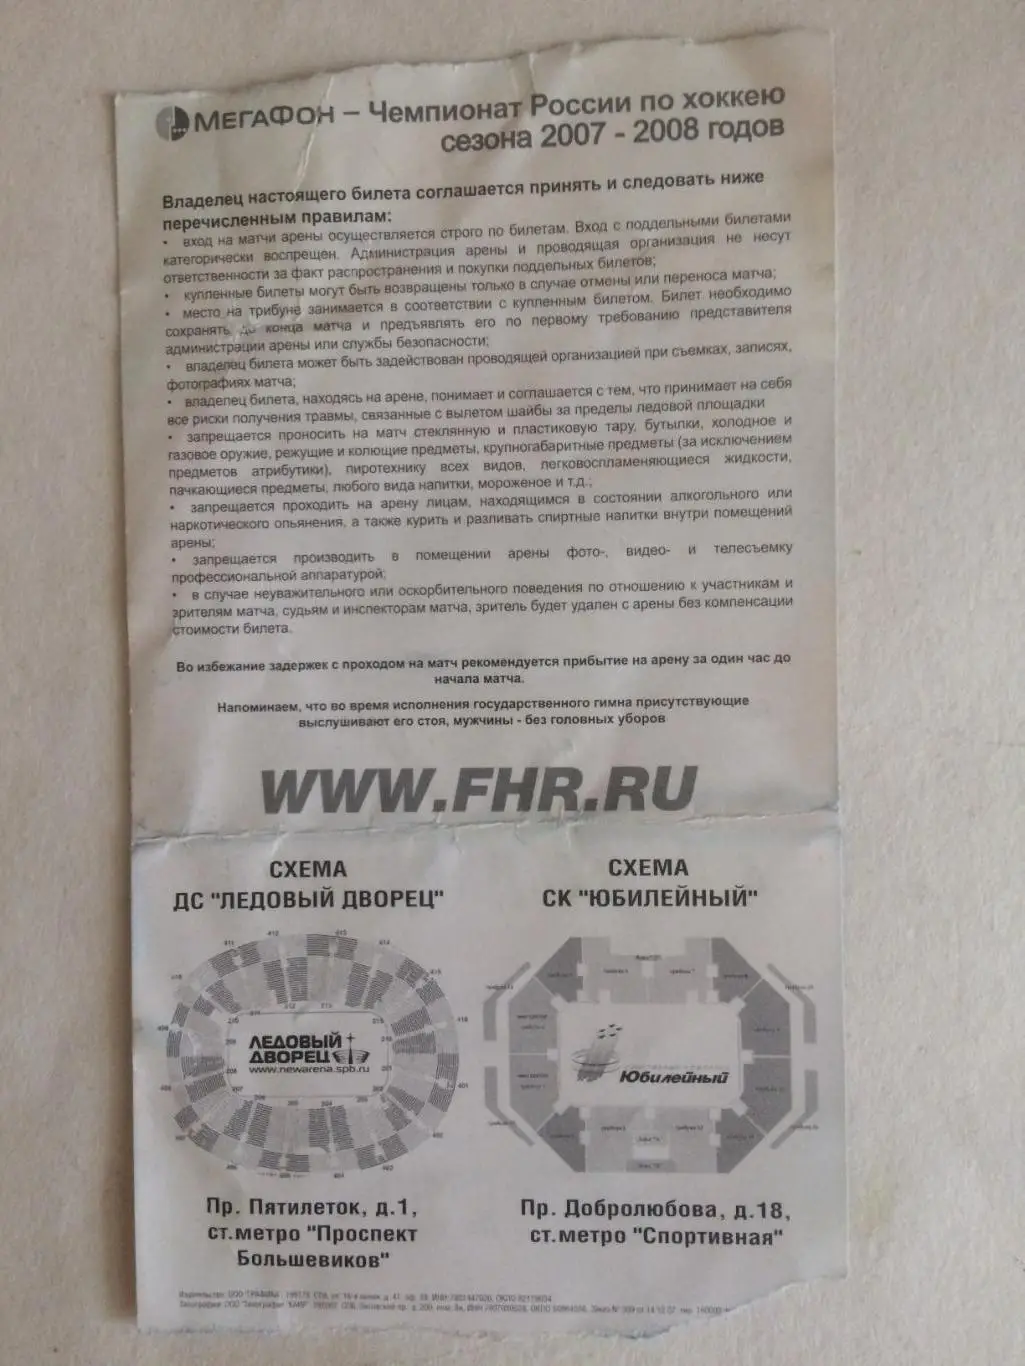 МЕГАФОН – Чемпионат России по хоккею
сезона 2007 - 2008 годов
Владелец настоящего билета соглашается принять и следовать ниже
перечисленным правилам:
• вход на матчи арены осуществляется строго по билетам. Вход с поддельными билетами
категорически воспрещен. Администрация арены и проводящая организация не несут
ответственности за факт распространения и покупки поддельных билетов;
• купленные билеты могут быть возвращены только в случае отмены или переноса матча;
• место на трибуне занимается в соответствии с купленным билетом. Билет необходимо
сохранять до конца матча и предъявлять его по первому требованию представителя
администрации арены или службы безопасности;
• владелец билета может быть задействован проводящей организацией при съемках, записях,
фотографиях матча;
• владелец билета, находясь на арене, понимает и соглашается с тем, что принимает на себя
все риски получения травмы, связанные с вылетом шайбы за пределы ледовой площадки
• запрещается проносить на матч стеклянную и пластиковую тару, бутылки, холодное и
газовое оружие, режущие и колющие предметы, крупногабаритные предметы (за исключением
предметов атрибутики), пиротехнику всех видов, легковоспламеняющиеся жидкости,
пачкающиеся предметы, любого вида напитки, мороженое и т.д.;
• запрещается проходить на арену лицам, находящимся в состоянии алкогольного или
наркотического опьянения, а также курить и разливать спиртные напитки внутри помещений
арены;
• запрещается производить в помещении арены фото-, видео- и телесъемку
профессиональной аппаратурой;
• в случае неуважительного или оскорбительного поведения по отношению к участникам и
зрителям матча, судьям и инспекторам матча, зритель будет удален с арены без компенсации
стоимости билета.
Во избежание задержек с проходом на матч рекомендуется прибытие на арену за один час до
начала матча.
Напоминаем, что во время исполнения государственного гимна присутствующие
выслушивают его стоя, мужчины - без головных уборов
WWW.FHR.RU
СХЕМА
ДС "ЛЕДОВЫЙ ДВОРЕЦ"
ЛЕДОВЫЙ
ДВОРЕЦ
www.newarena.spb.ru
Пр. Пятилеток, д.1,
ст.метро "Проспект
Большевиков"
СХЕМА
СК "ЮБИЛЕЙНЫЙ"
Юбилейный
Пр. Добролюбова, д.18,
ст.метро "Спортивная"